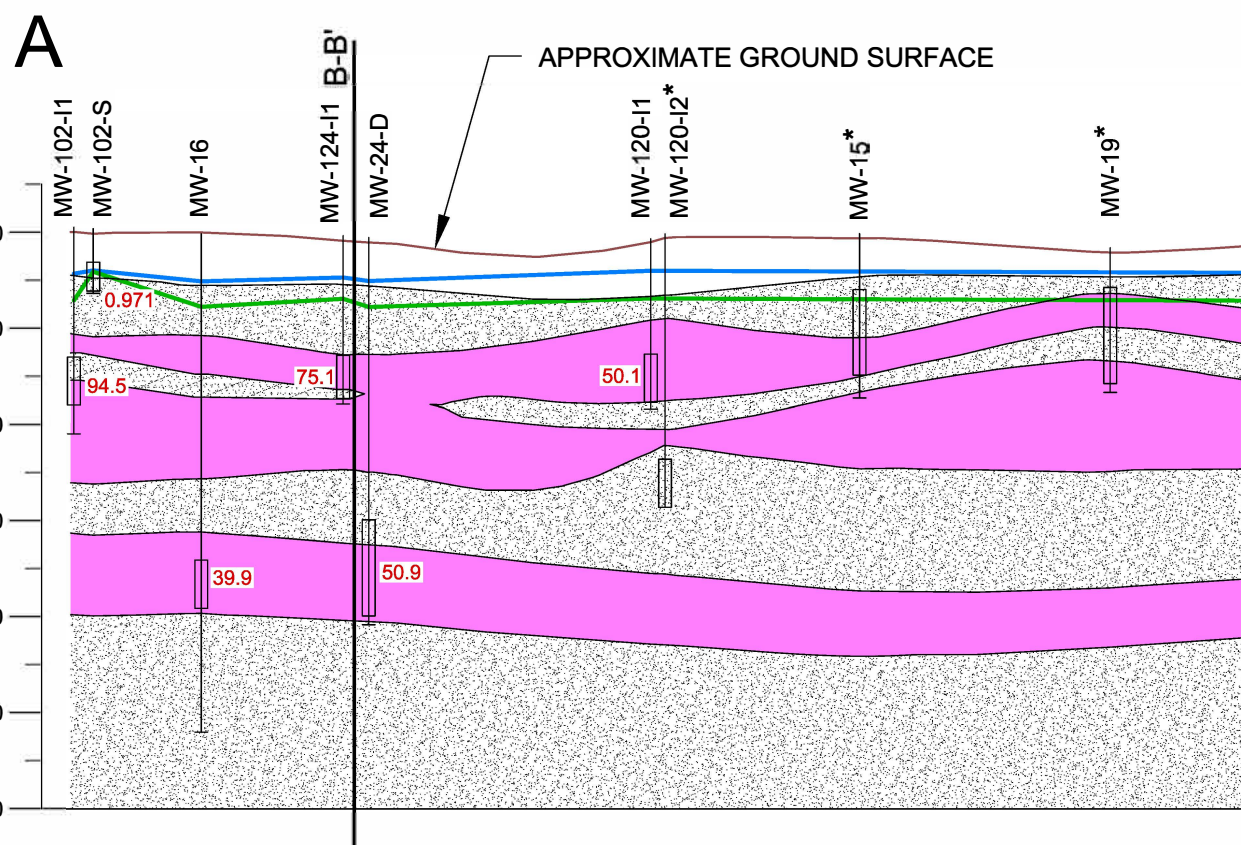 A
B-B'
APPROXIMATE GROUND SURFACE
MW-102-I1
MW-102-S
MW-16
MW-124-I1
MW-24-D
MW-120-I1
MW-120-I2*
MW-15*
MW-19*
0.971
94.5
75.1
50.1
39.9
50.9